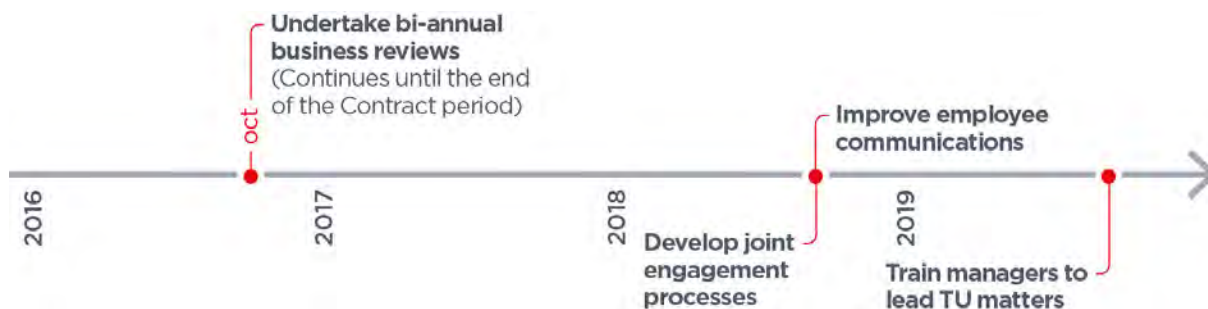 Undertake bi-annual
business reviews
(Continues until the end
of the Contract period)
oct
Improve employee
communications
2016
2017
2018
2019
Develop joint
engagement
processes
Train managers to
lead TU matters